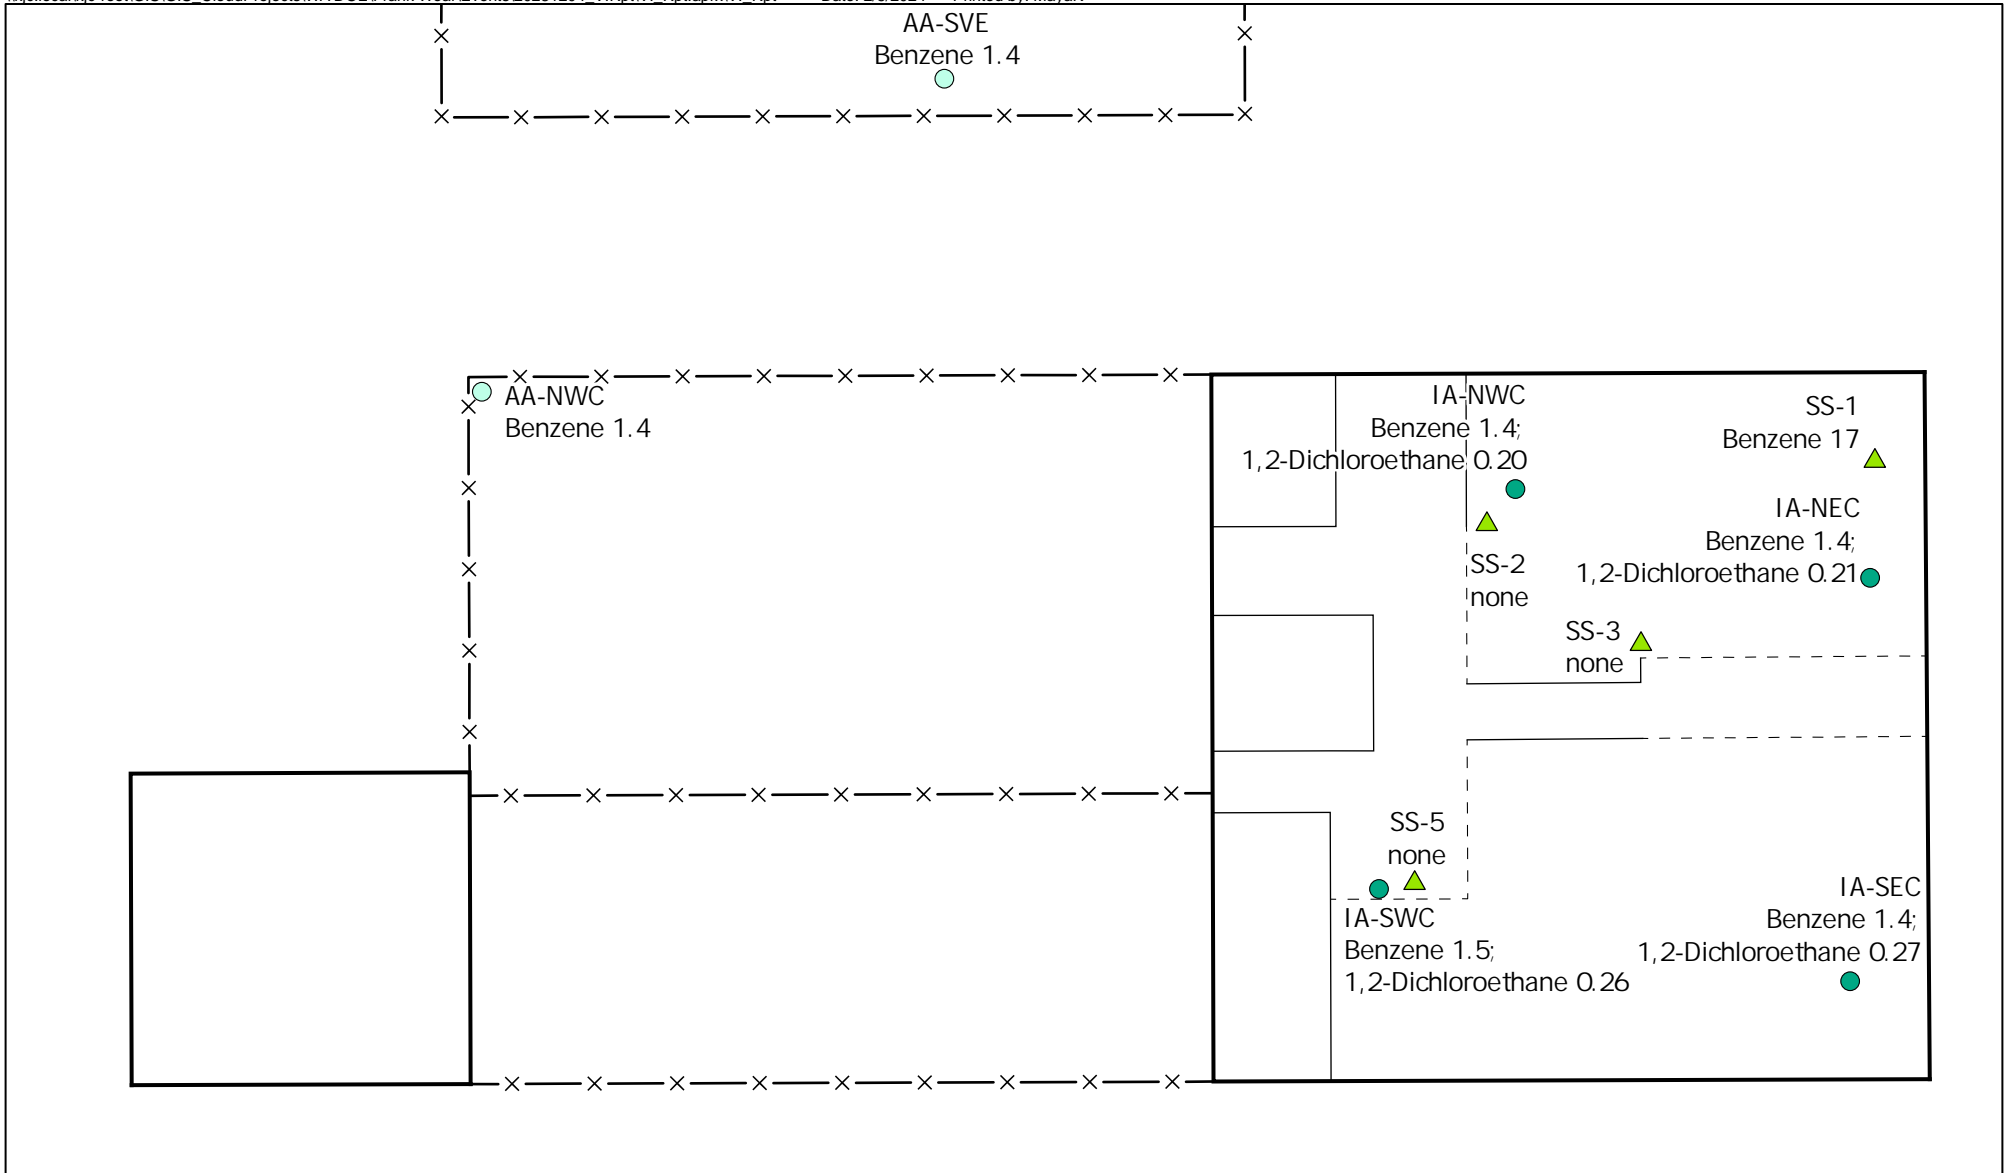 AA-SVE
Benzene 1.4
AA-NWC
Benzene 1.4
IA-NWC
Benzene 1.4;
1,2-Dichloroethane 0.20
SS-1
Benzene 17
IA-NEC
Benzene 1.4;
1,2-Dichloroethane 0.21
SS-2
none
SS-3
none
SS-5
none
IA-SWC
Benzene 1.5;
1,2-Dichloroethane 0.26
IA-SEC
Benzene 1.4;
1,2-Dichloroethane 0.27